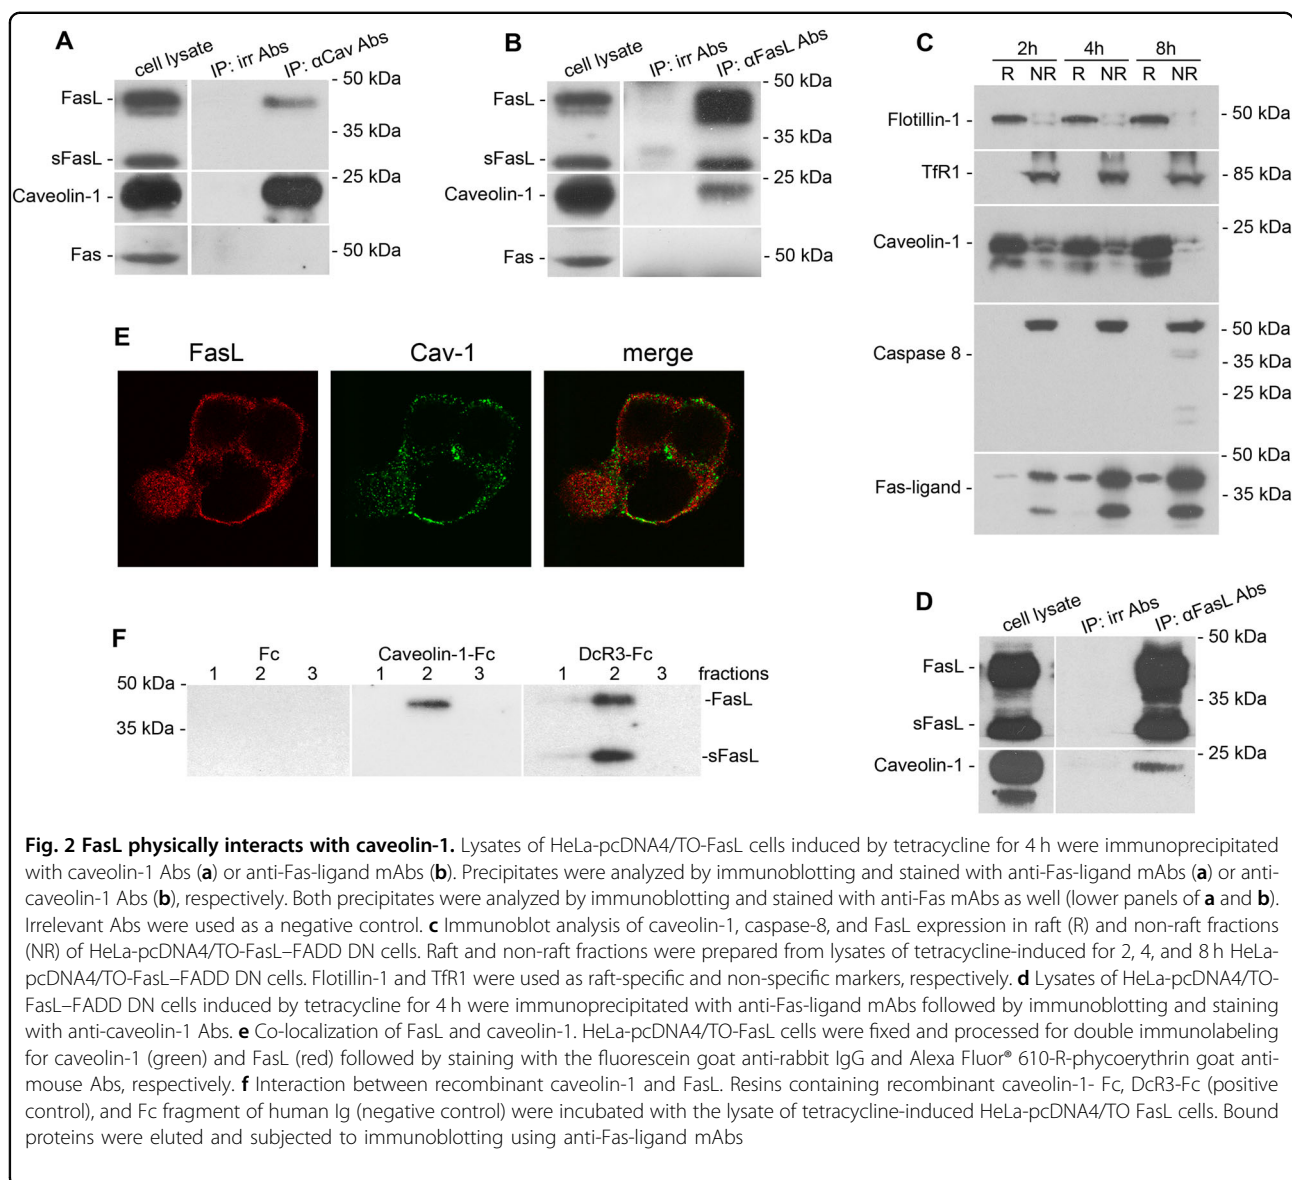 A
cell lysate
IP: irr Abs
IP: αCav Abs
FasL -
- 50 kDa
- 35 kDa
sFasL -
- 25 kDa
Caveolin-1 -
Fas -
- 50 kDa
B
cell lysate
IP: irr Abs
IP: αFasL Abs
FasL -
- 50 kDa
- 35 kDa
sFasL -
- 25 kDa
Caveolin-1 -
Fas -
- 50 kDa
C
2h 4h 8h
R NR R NR R NR
Flotillin-1 -
- 50 kDa
TfR1 -
- 85 kDa
Caveolin-1 -
- 25 kDa
Caspase 8 -
- 50 kDa
- 35 kDa
- 25 kDa
Fas-ligand -
- 50 kDa
- 35 kDa
E
FasL Cav-1 merge
D
cell lysate
IP: irr Abs
IP: αFasL Abs
FasL -
- 50 kDa
- 35 kDa
sFasL -
- 25 kDa
Caveolin-1 -
F
Fc Caveolin-1-Fc DcR3-Fc
1 2 3 1 2 3 1 2 3 fractions
50 kDa -
-FasL
35 kDa -
-sFasL
Fig. 2 FasL physically interacts with caveolin-1. Lysates of HeLa-pcDNA4/TO-FasL cells induced by tetracycline for 4 h were immunoprecipitated
with caveolin-1 Abs (a) or anti-Fas-ligand mAbs (b). Precipitates were analyzed by immunoblotting and stained with anti-Fas-ligand mAbs (a) or anti-
caveolin-1 Abs (b), respectively. Both precipitates were analyzed by immunoblotting and stained with anti-Fas mAbs as well (lower panels of a and b).
Irrelevant Abs were used as a negative control. c Immunoblot analysis of caveolin-1, caspase-8, and FasL expression in raft (R) and non-raft fractions
(NR) of HeLa-pcDNA4/TO-FasL–FADD DN cells. Raft and non-raft fractions were prepared from lysates of tetracycline-induced for 2, 4, and 8 h HeLa-
pcDNA4/TO-FasL–FADD DN cells. Flotillin-1 and TfR1 were used as raft-specific and non-specific markers, respectively. d Lysates of HeLa-pcDNA4/TO-
FasL–FADD DN cells induced by tetracycline for 4 h were immunoprecipitated with anti-Fas-ligand mAbs followed by immunoblotting and staining
with anti-caveolin-1 Abs. e Co-localization of FasL and caveolin-1. HeLa-pcDNA4/TO-FasL cells were fixed and processed for double immunolabeling
for caveolin-1 (green) and FasL (red) followed by staining with the fluorescein goat anti-rabbit IgG and Alexa Fluor® 610-R-phycoerythrin goat anti-
mouse Abs, respectively. f Interaction between recombinant caveolin-1 and FasL. Resins containing recombinant caveolin-1- Fc, DcR3-Fc (positive
control), and Fc fragment of human Ig (negative control) were incubated with the lysate of tetracycline-induced HeLa-pcDNA4/TO FasL cells. Bound
proteins were eluted and subjected to immunoblotting using anti-Fas-ligand mAbs